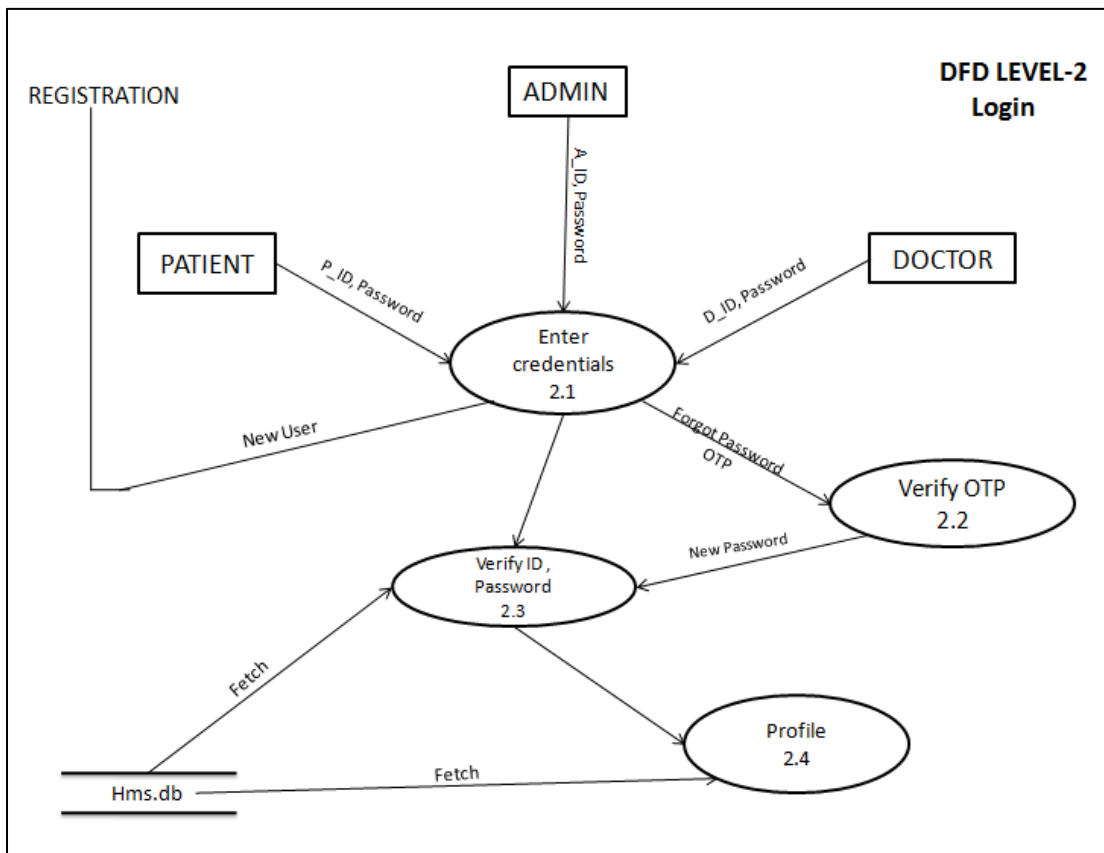 DFD LEVEL-2
Login
REGISTRATION
ADMIN
A_ID, Password
PATIENT
P_ID, Password
DOCTOR
D_ID, Password
Enter
credentials
2.1
New User
Forgot Password
OTP
Verify OTP
2.2
New Password
Verify ID ,
Password
2.3
Fetch
Profile
2.4
Fetch
Hms.db